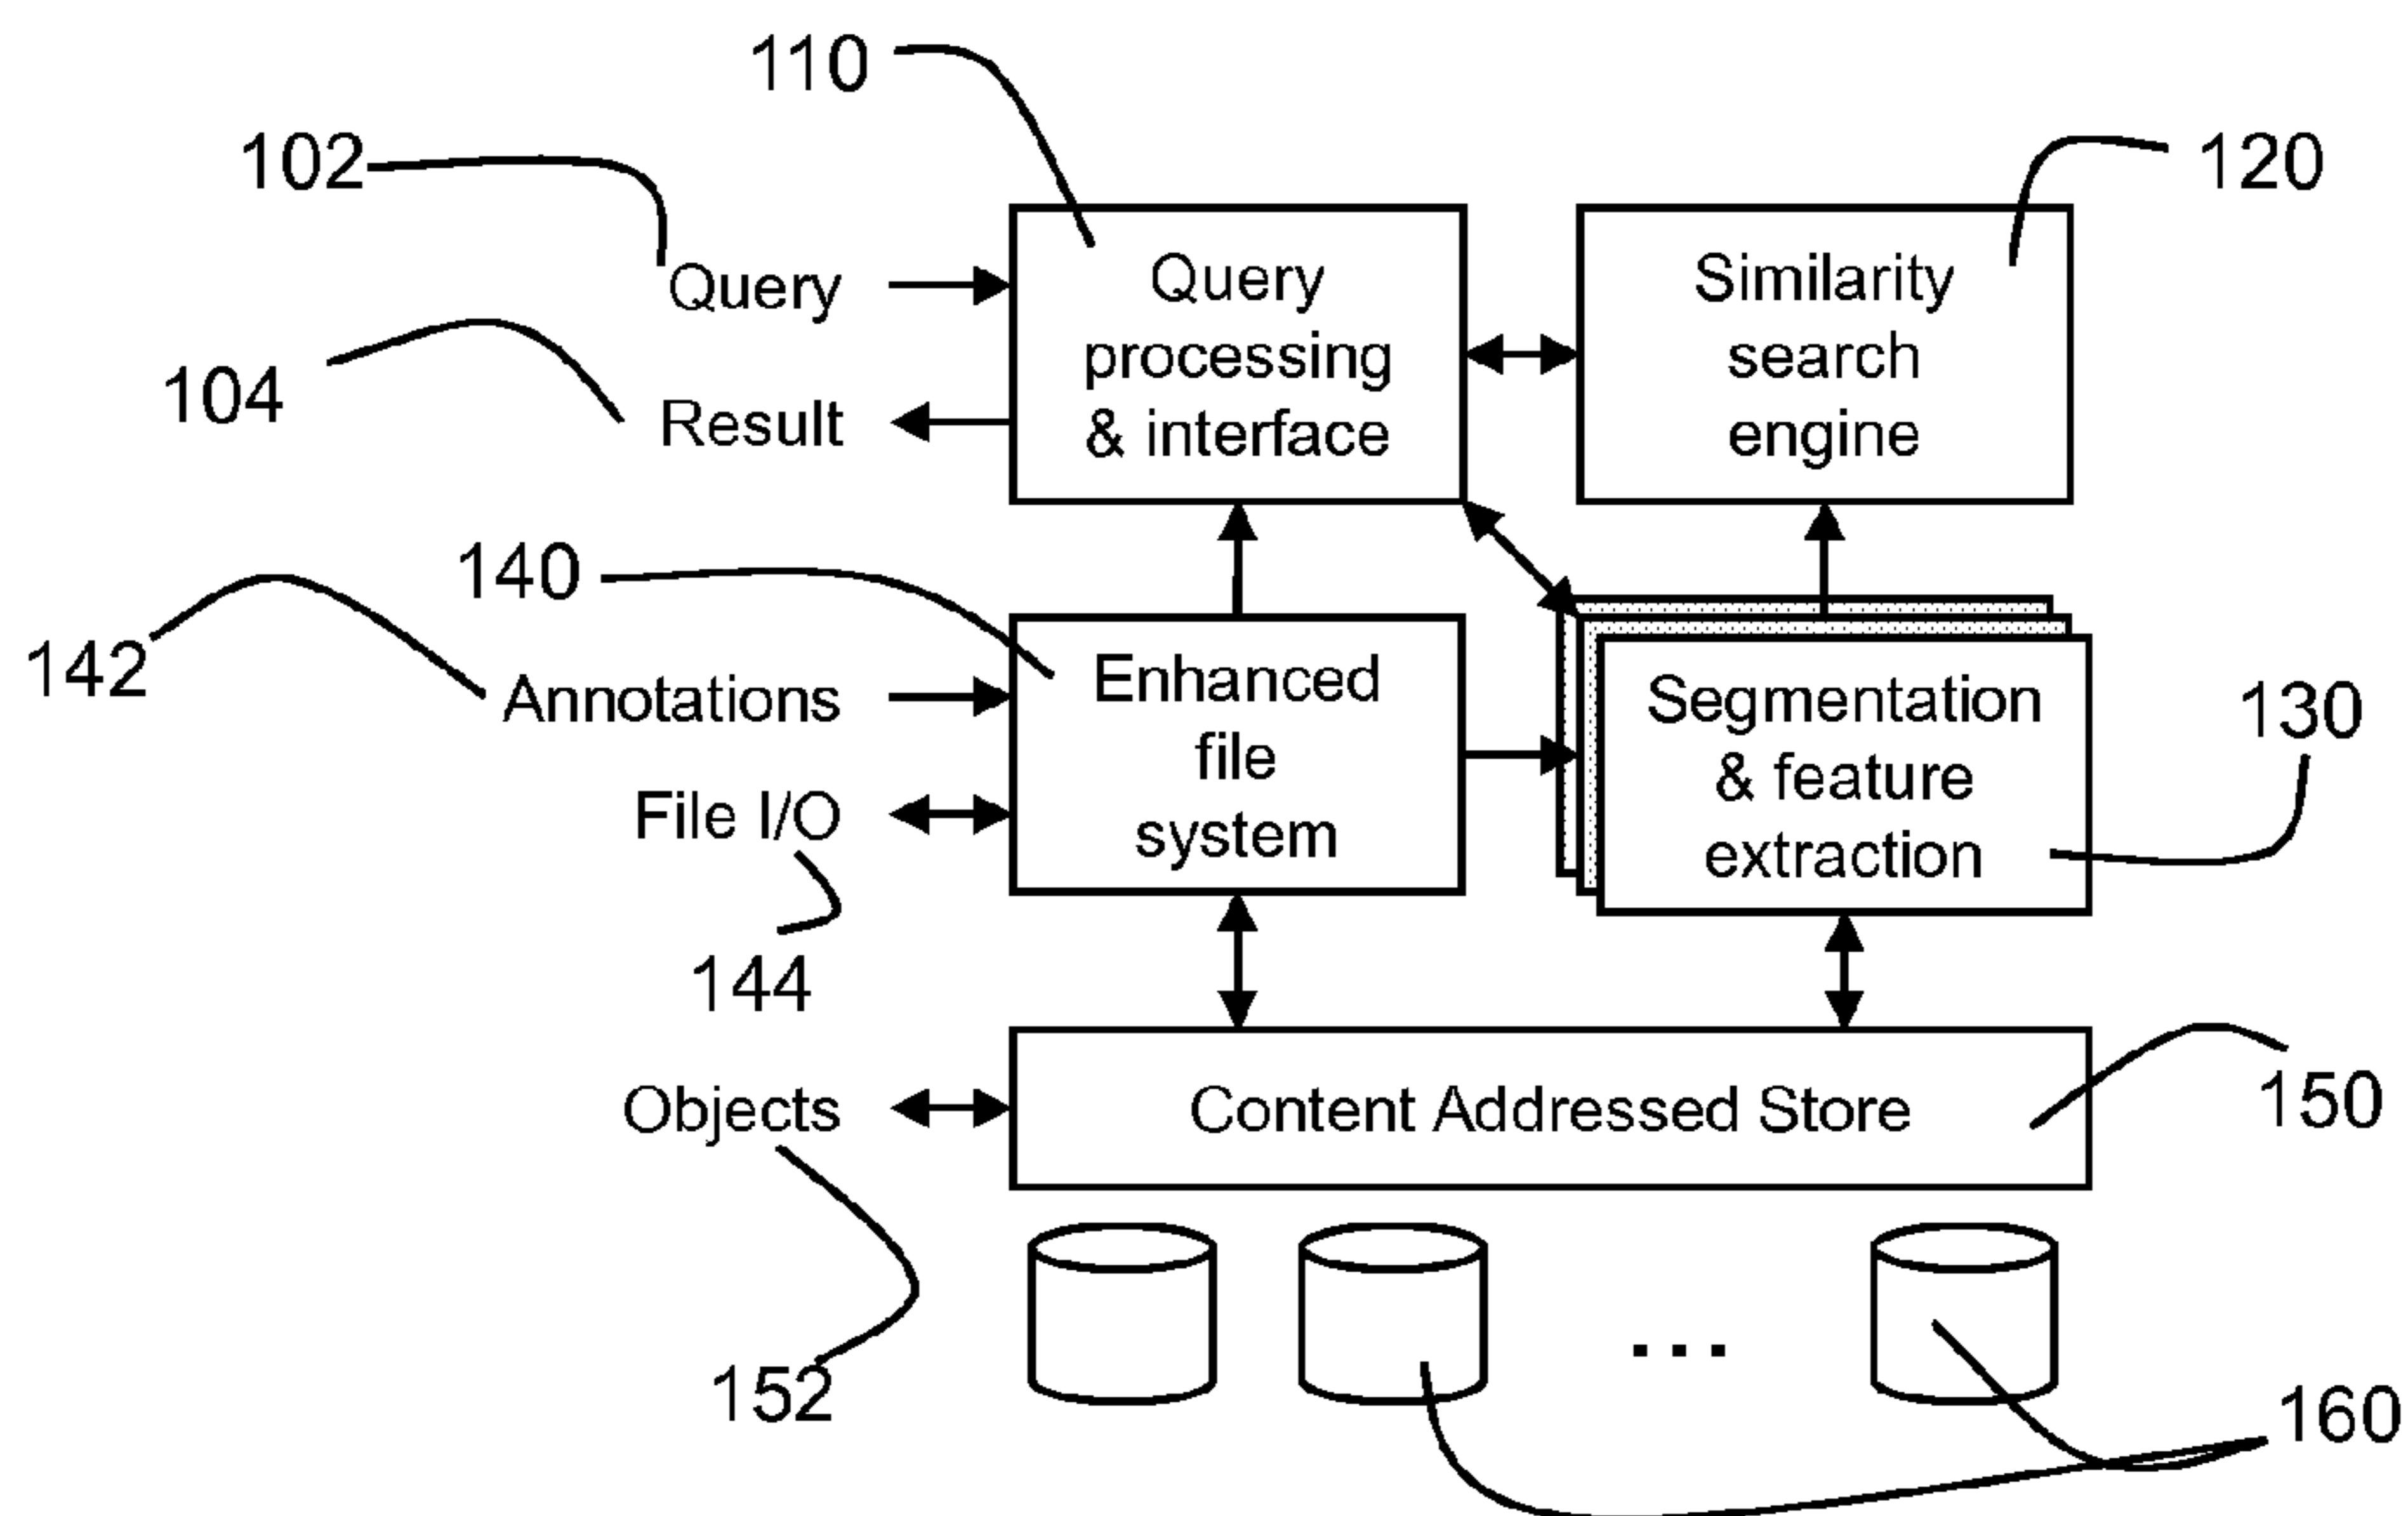 110
102
120
Query
Query
processing
& interface
Similarity
search
engine
104
Result
140
142
Annotations
File I/O
Enhanced
file
system
Segmentation
& feature
extraction
130
144
Objects
Content Addressed Store
150
152
...
160